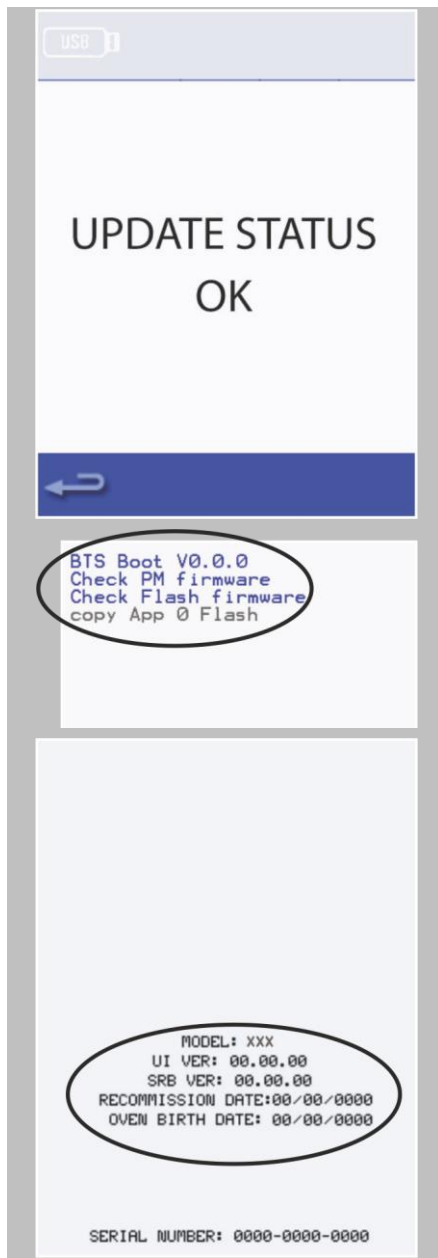 USB
UPDATE STATUS
OK
BTS Boot V0.0.0
Check PM firmware
Check Flash firmware
copy App 0 Flash
MODEL: XXX
UI VER: 00.00.00
SRB VER: 00.00.00
RECOMMISSION DATE:00/00/0000
OVEN BIRTH DATE: 00/00/0000
SERIAL NUMBER: 0000-0000-0000